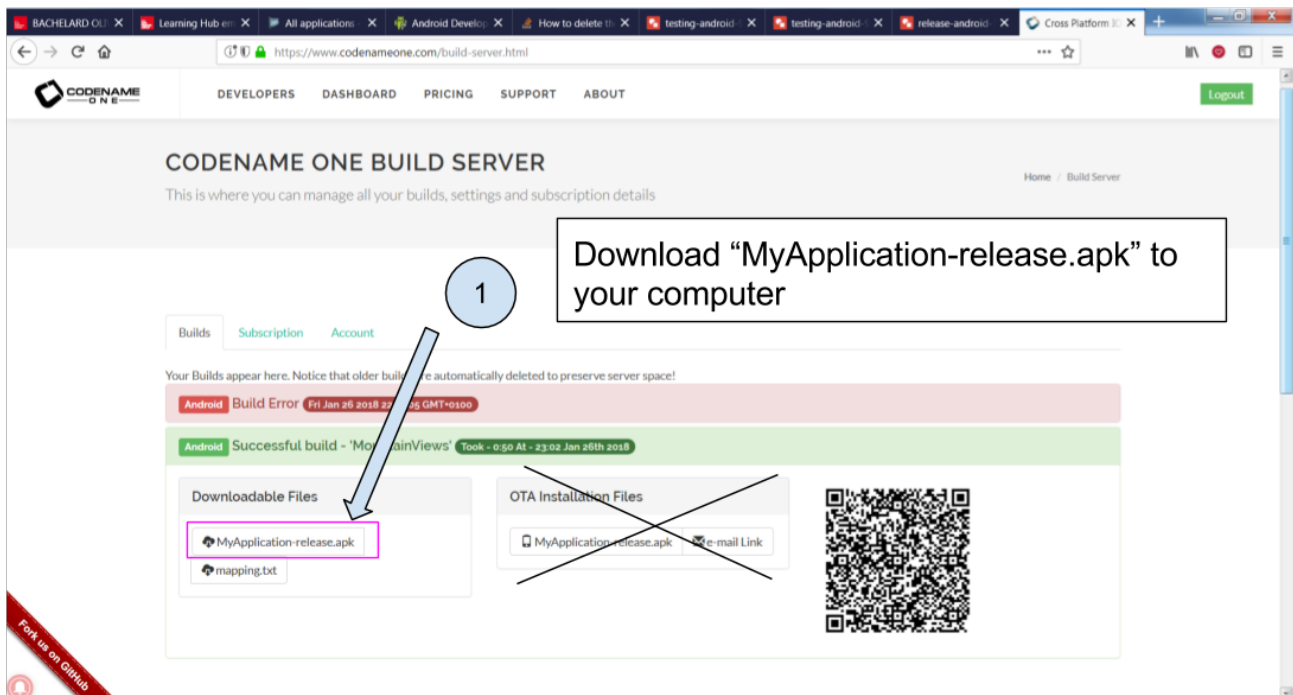 BACHELARD OLI
Learning Hub en
All applications -
Android Develop
How to delete th
testing-android-
testing-android-
release-android-
Cross Platform
https://www.codenameone.com/build-server.html
CODENAME
ONE
DEVELOPERS DASHBOARD PRICING SUPPORT ABOUT
Logout
CODENAME ONE BUILD SERVER
This is where you can manage all your builds, settings and subscription details
Home / Build Server
Download “MyApplication-release.apk” to
your computer
1
Builds Subscription Account
Your Builds appear here. Notice that older automatically deleted to preserve server space!
Android Build Error Fri Jan 26 2018 GMT+0100
Android Successful build - Took - 0:50 At - 23:02 Jan 26th 2018
Downloadable Files
OTA Installation Files
MyApplication-release.apk
MyApplication-release.apk e-mail Link
mapping.txt
Fork us on GitHub